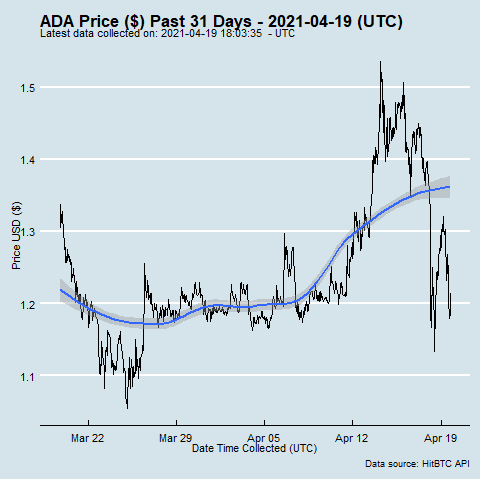 ADA Price ($) Past 31 Days - 2021-04-19 (UTC)
Latest data collected on: 2021-04-19 18:03:35 - UTC
Price USD ($)
1.5
1.4
1.3
1.2
1.1
Mar 22 Mar 29 Apr 05 Apr 12 Apr 19
Date Time Collected (UTC)
Data source: HitBTC API